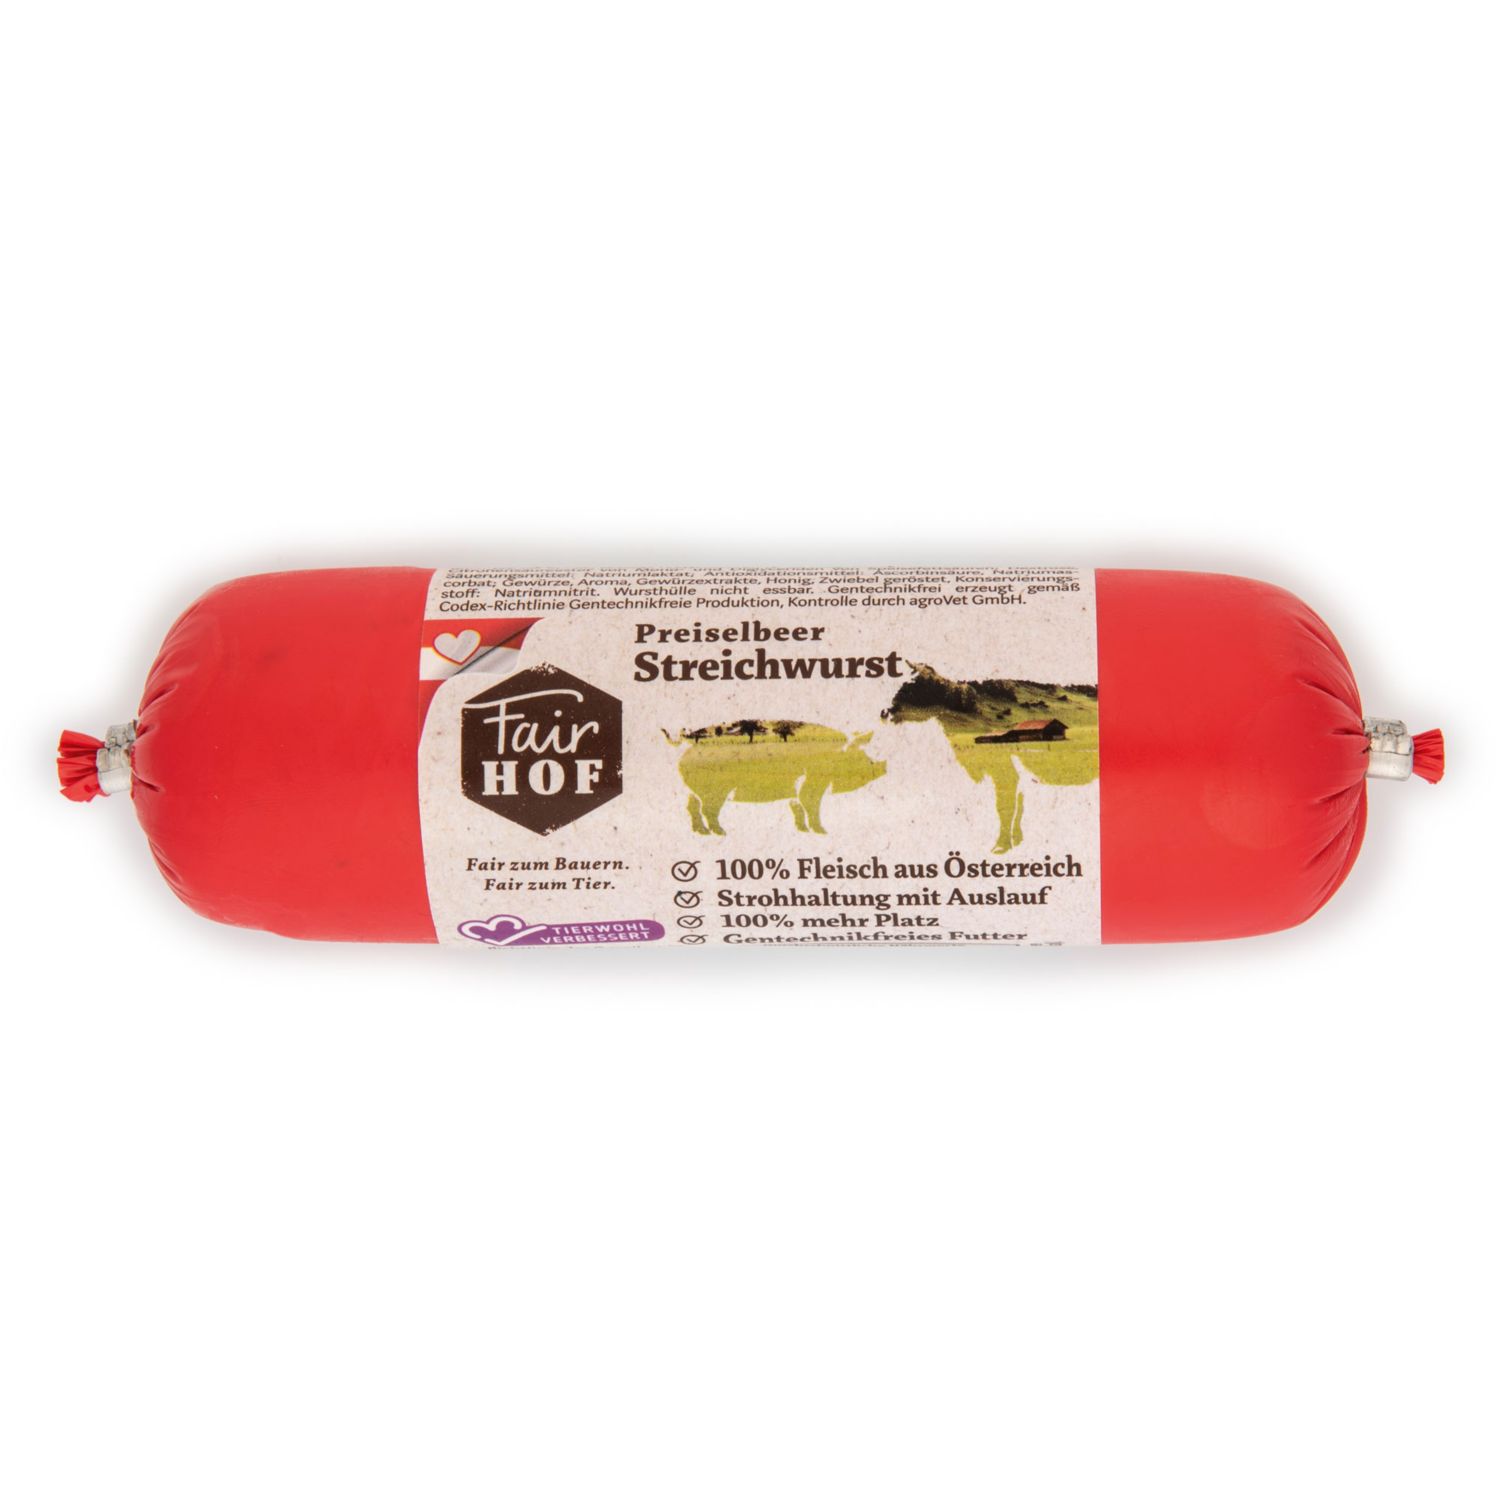 Säuerungsmittel: Natriumlaktat, Antioxidationsmittel: Ascorbinsäure, Natriumas-
corbat; Gewürze, Aroma, Gewürzextrakte, Honig, Zwiebel geröstet, Konservierungs-
stoff: Natriumnitrit. Wursthülle nicht essbar. Gentechnikfrei erzeugt gemäß
Codex-Richtlinie Gentechnikfreie Produktion, Kontrolle durch agroVet GmbH.
Preiselbeer
Streichwurst
Fair
HOF
Fair zum Bauern.
Fair zum Tier.
TIERWOHL
VERBESSERT
100% Fleisch aus Österreich
Strohhaltung mit Auslauf
100% mehr Platz
Gentechnikfreies Futter